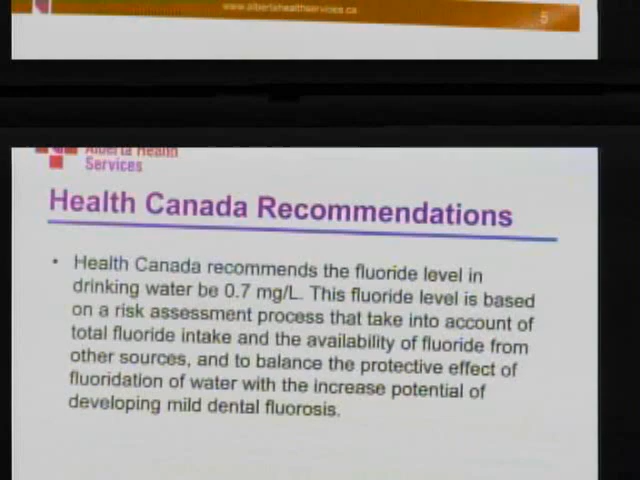 www.albertahealthservices.ca
5
Alberta Health
Services
Health Canada Recommendations
• Health Canada recommends the fluoride level in
drinking water be 0.7 mg/L. This fluoride level is based
on a risk assessment process that take into account of
total fluoride intake and the availability of fluoride from
other sources, and to balance the protective effect of
fluoridation of water with the increase potential of
developing mild dental fluorosis.